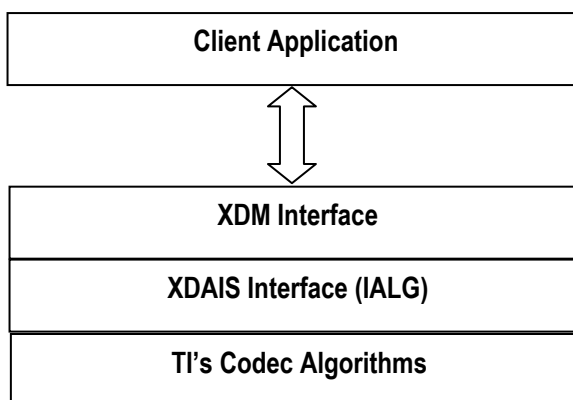 Client Application
XDM Interface
XDAIS Interface (IALG)
TI's Codec Algorithms